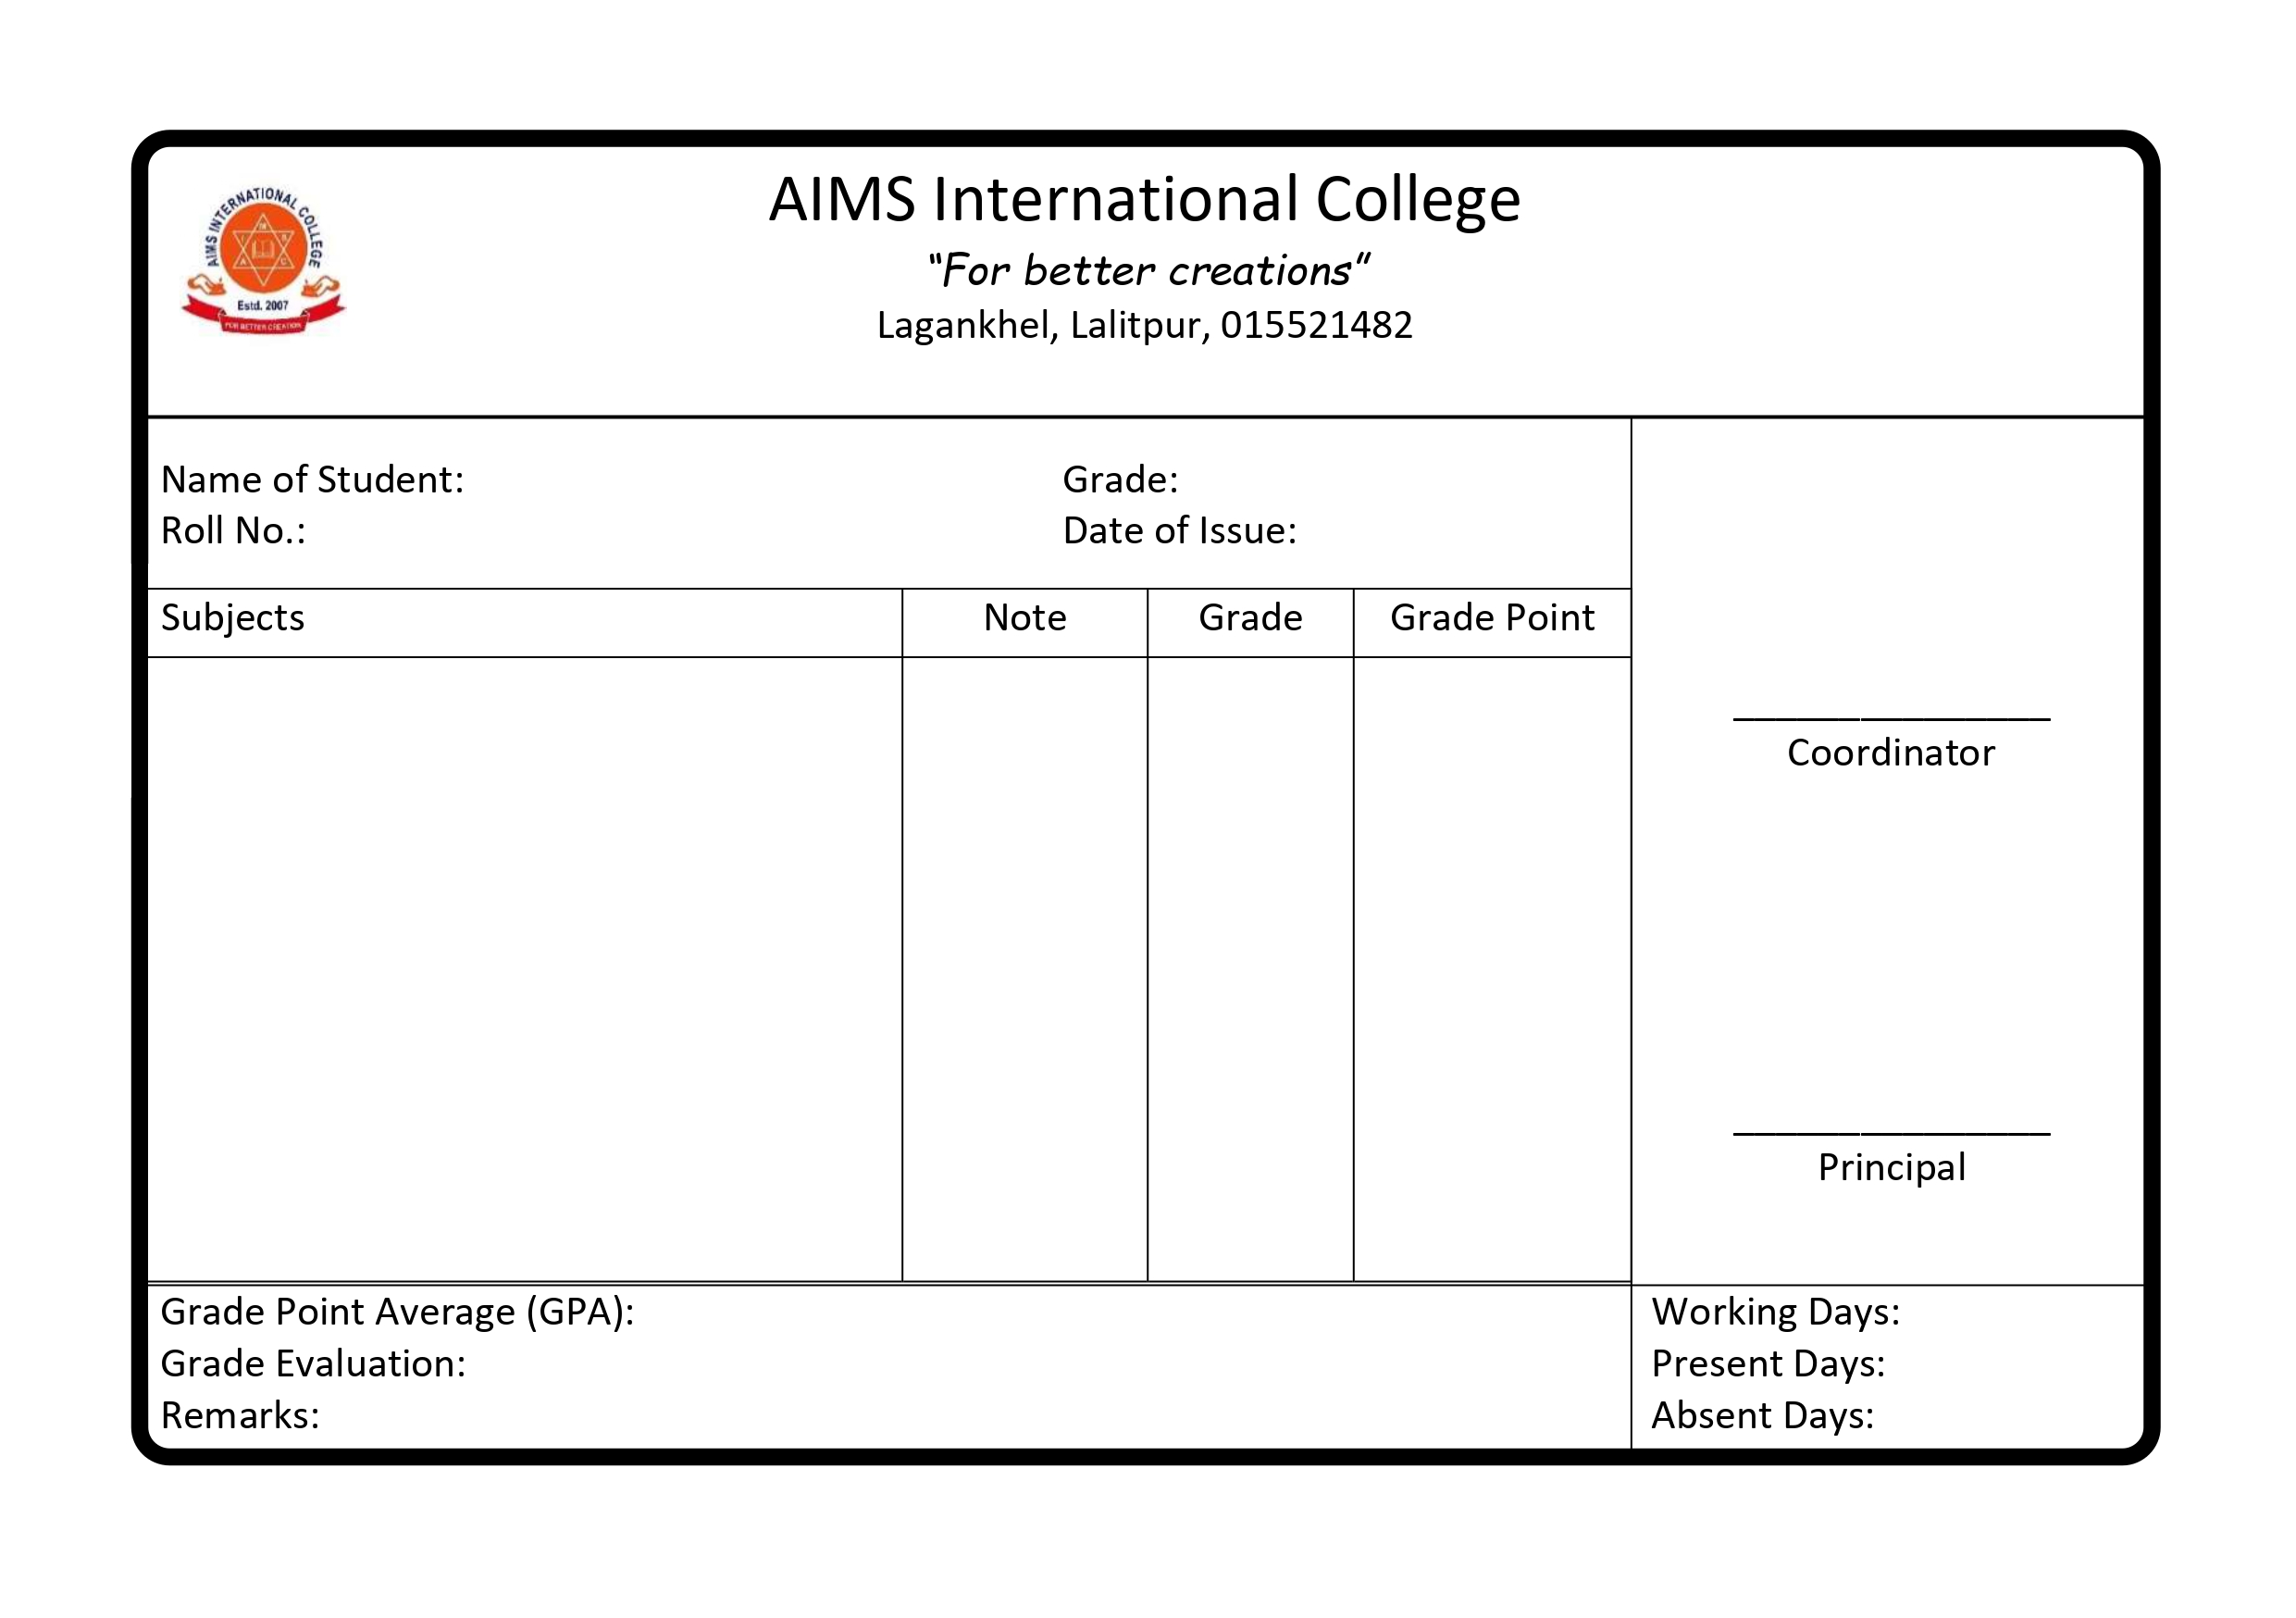 AIMS INTERNATIONAL COLLEGE
M
I S
A C
Estd. 2007
FOR BETTER CREATION
AIMS International College
“For better creations”
Lagankhel, Lalitpur, 015521482
Name of Student: Grade:
Roll No.: Date of Issue:
Subjects Note Grade Grade Point
_______________
Coordinator
_______________
Principal
Grade Point Average (GPA):
Grade Evaluation:
Remarks:
Working Days:
Present Days:
Absent Days: